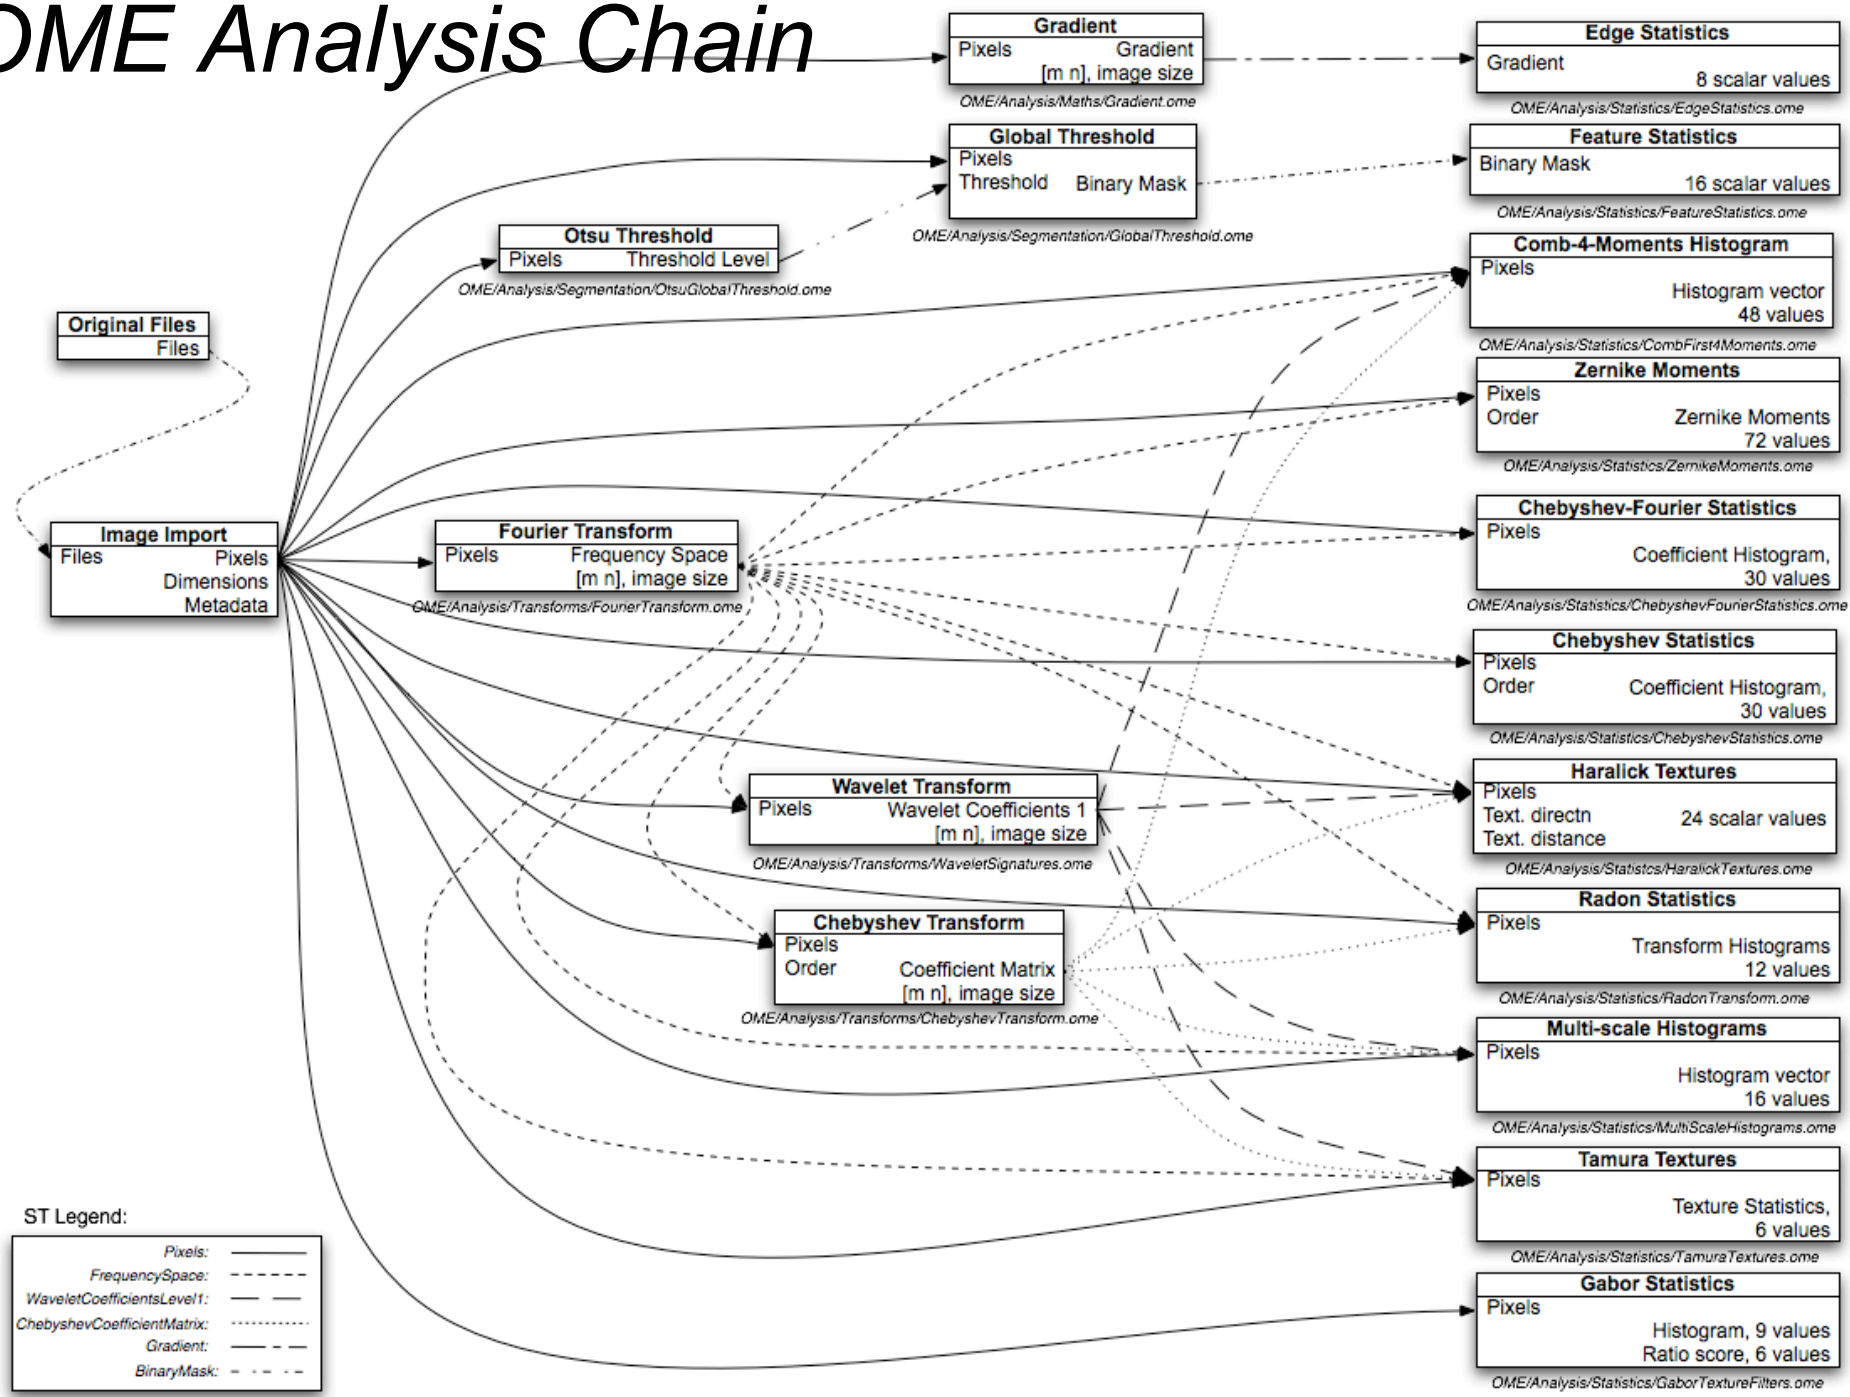 OME Analysis Chain
Gradient
Pixels Gradient
[m n], image size
OME/Analysis/Maths/Gradient.ome
Edge Statistics
Gradient
8 scalar values
OME/Analysis/Statistics/EdgeStatistics.ome
Global Threshold
Pixels
Threshold Binary Mask
OME/Analysis/Segmentation/GlobalThreshold.ome
Feature Statistics
Binary Mask
16 scalar values
OME/Analysis/Statistics/FeatureStatistics.ome
Otsu Threshold
Pixels Threshold Level
OME/Analysis/Segmentation/OtsuGlobalThreshold.ome
Comb-4-Moments Histogram
Pixels
Histogram vector
48 values
OME/Analysis/Statistics/CombFirst4Moments.ome
Original Files
Files
Zernike Moments
Pixels
Order Zernike Moments
72 values
OME/Analysis/Statistics/ZernikeMoments.ome
Image Import
Files Pixels
Dimensions
Metadata
Fourier Transform
Pixels Frequency Space
[m n], image size
OME/Analysis/Transforms/FourierTransform.ome
Chebyshev-Fourier Statistics
Pixels
Coefficient Histogram,
30 values
OME/Analysis/Statistics/ChebyshevFourierStatistics.ome
Chebyshev Statistics
Pixels
Order Coefficient Histogram,
30 values
OME/Analysis/Statistics/ChebyshevStatistics.ome
Wavelet Transform
Pixels Wavelet Coefficients 1
[m n], image size
OME/Analysis/Transforms/WaveletSignatures.ome
Haralick Textures
Pixels
Text. directn 24 scalar values
Text. distance
OME/Analysis/Statistcs/HaralickTextures.ome
Chebyshev Transform
Pixels
Order Coefficient Matrix
[m n], image size
OME/Analysis/Transforms/ChebyshevTransform.ome
Radon Statistics
Pixels
Transform Histograms
12 values
OME/Analysis/Statistics/RadonTransform.ome
Multi-scale Histograms
Pixels
Histogram vector
16 values
OME/Analysis/Statistics/MultiScaleHistograms.ome
Tamura Textures
Pixels
Texture Statistics,
6 values
OME/Analysis/Statistics/TamuraTextures.ome
Gabor Statistics
Pixels
Histogram, 9 values
Ratio score, 6 values
OME/Analysis/Statistics/GaborTextureFilters.ome
ST Legend:
Pixels:
FrequencySpace:
WaveletCoefficientsLevel1:
ChebyshevCoefficientMatrix:
Gradient:
BinaryMask: